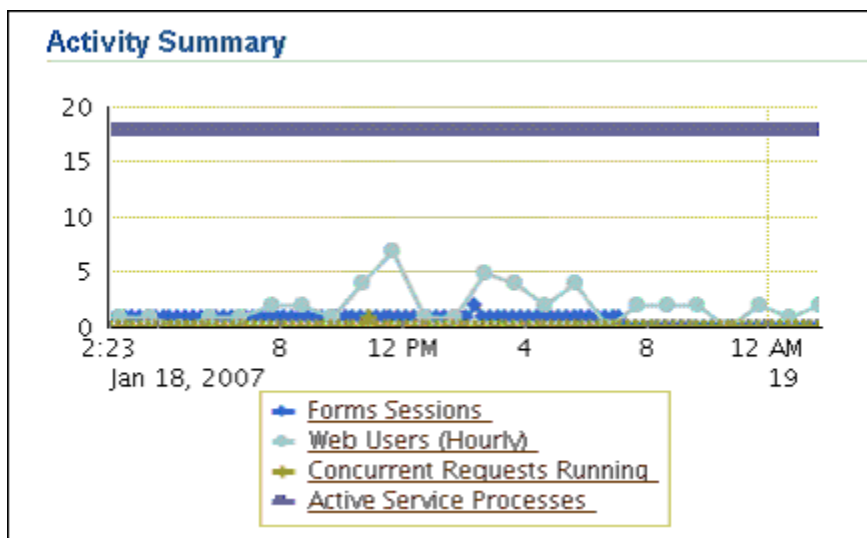 Activity Summary
20
15
10
5
0
2:23 8 12 PM 4 8 12 AM
Jan 18, 2007 19
Forms Sessions
Web Users (Hourly)
Concurrent Requests Running
Active Service Processes